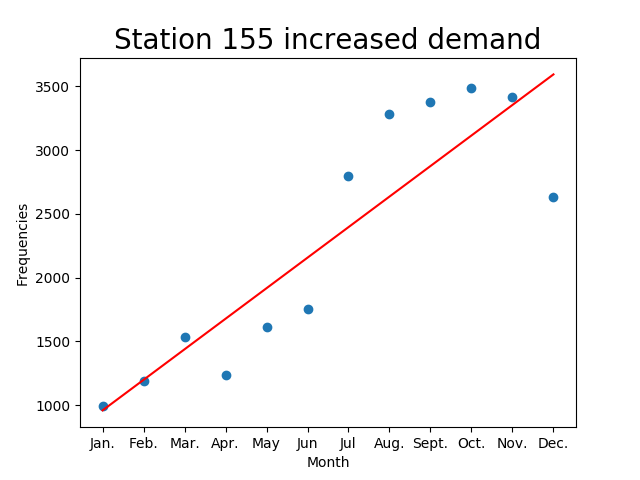 Station 155 increased demand
Frequencies
3500
3000
2500
2000
1500
1000
Jan. Feb. Mar. Apr. May Jun Jul Aug. Sept. Oct. Nov. Dec.
Month